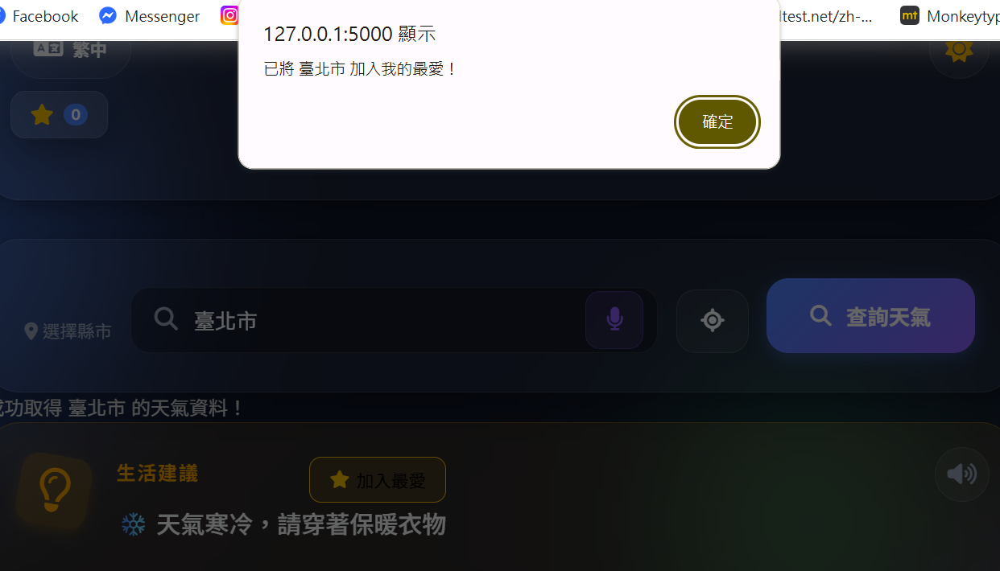 Facebook
Messenger
ltest.net/zh-...
mt
127.0.0.1:5000 顯示
已將 臺北市 加入我的最愛！
確定
繁中
0
選擇縣市
臺北市
查詢天氣
功取得 臺北市 的天氣資料！
生活建議
加入最愛
天氣寒冷，請穿著保暖衣物